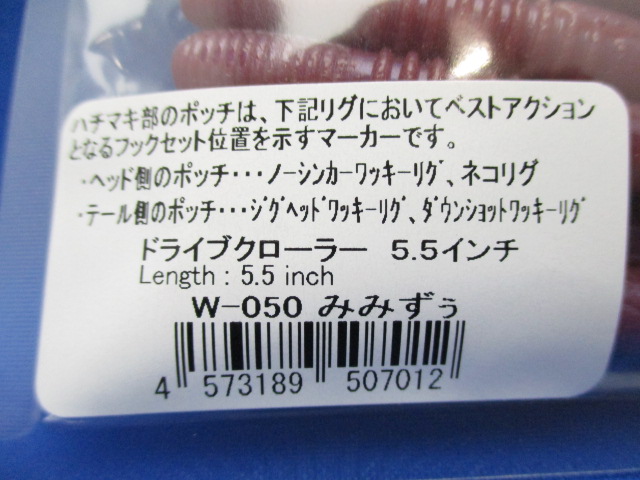 ハチマキ部のポッチは、下記リグにおいてベストアクション
となるフックセット位置を示すマーカーです。
・ヘッド側のポッチ・・・ﾉｰｼﾝｶｰﾜｯｷｰﾘｸﾞ、ネコリグ
・テール側のポッチ・・・ｼﾞｸﾞﾍｯﾄﾞﾜｯｷｰﾘｸﾞ、ﾀﾞｳﾝｼｮｯﾄﾜｯｷｰﾘｸﾞ
ドライブクローラー 5.5インチ
Length : 5.5 inch
W-050 みみずぅ
4 573189 507012